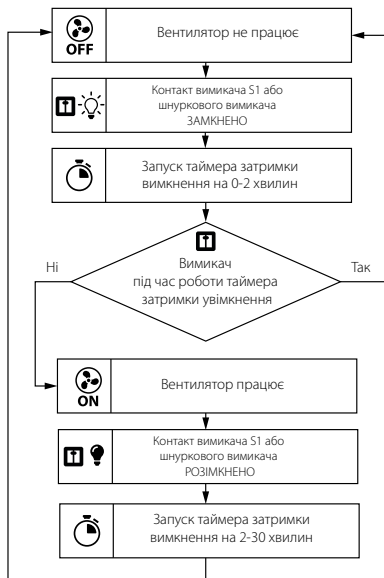 OFF
Вентилятор не працює
Контакт вимикача S1 або
шнуркового вимикача
ЗАМКНЕНО
Запуск таймера затримки
вимкнення на 0-2 хвилин
Ні
Так
Вимикач
під час роботи таймера
затримки увімкнення
ON
Вентилятор працює
Контакт вимикача S1 або
шнуркового вимикача
РОЗІМКНЕНО
Запуск таймера затримки
вимкнення на 2-30 хвилин